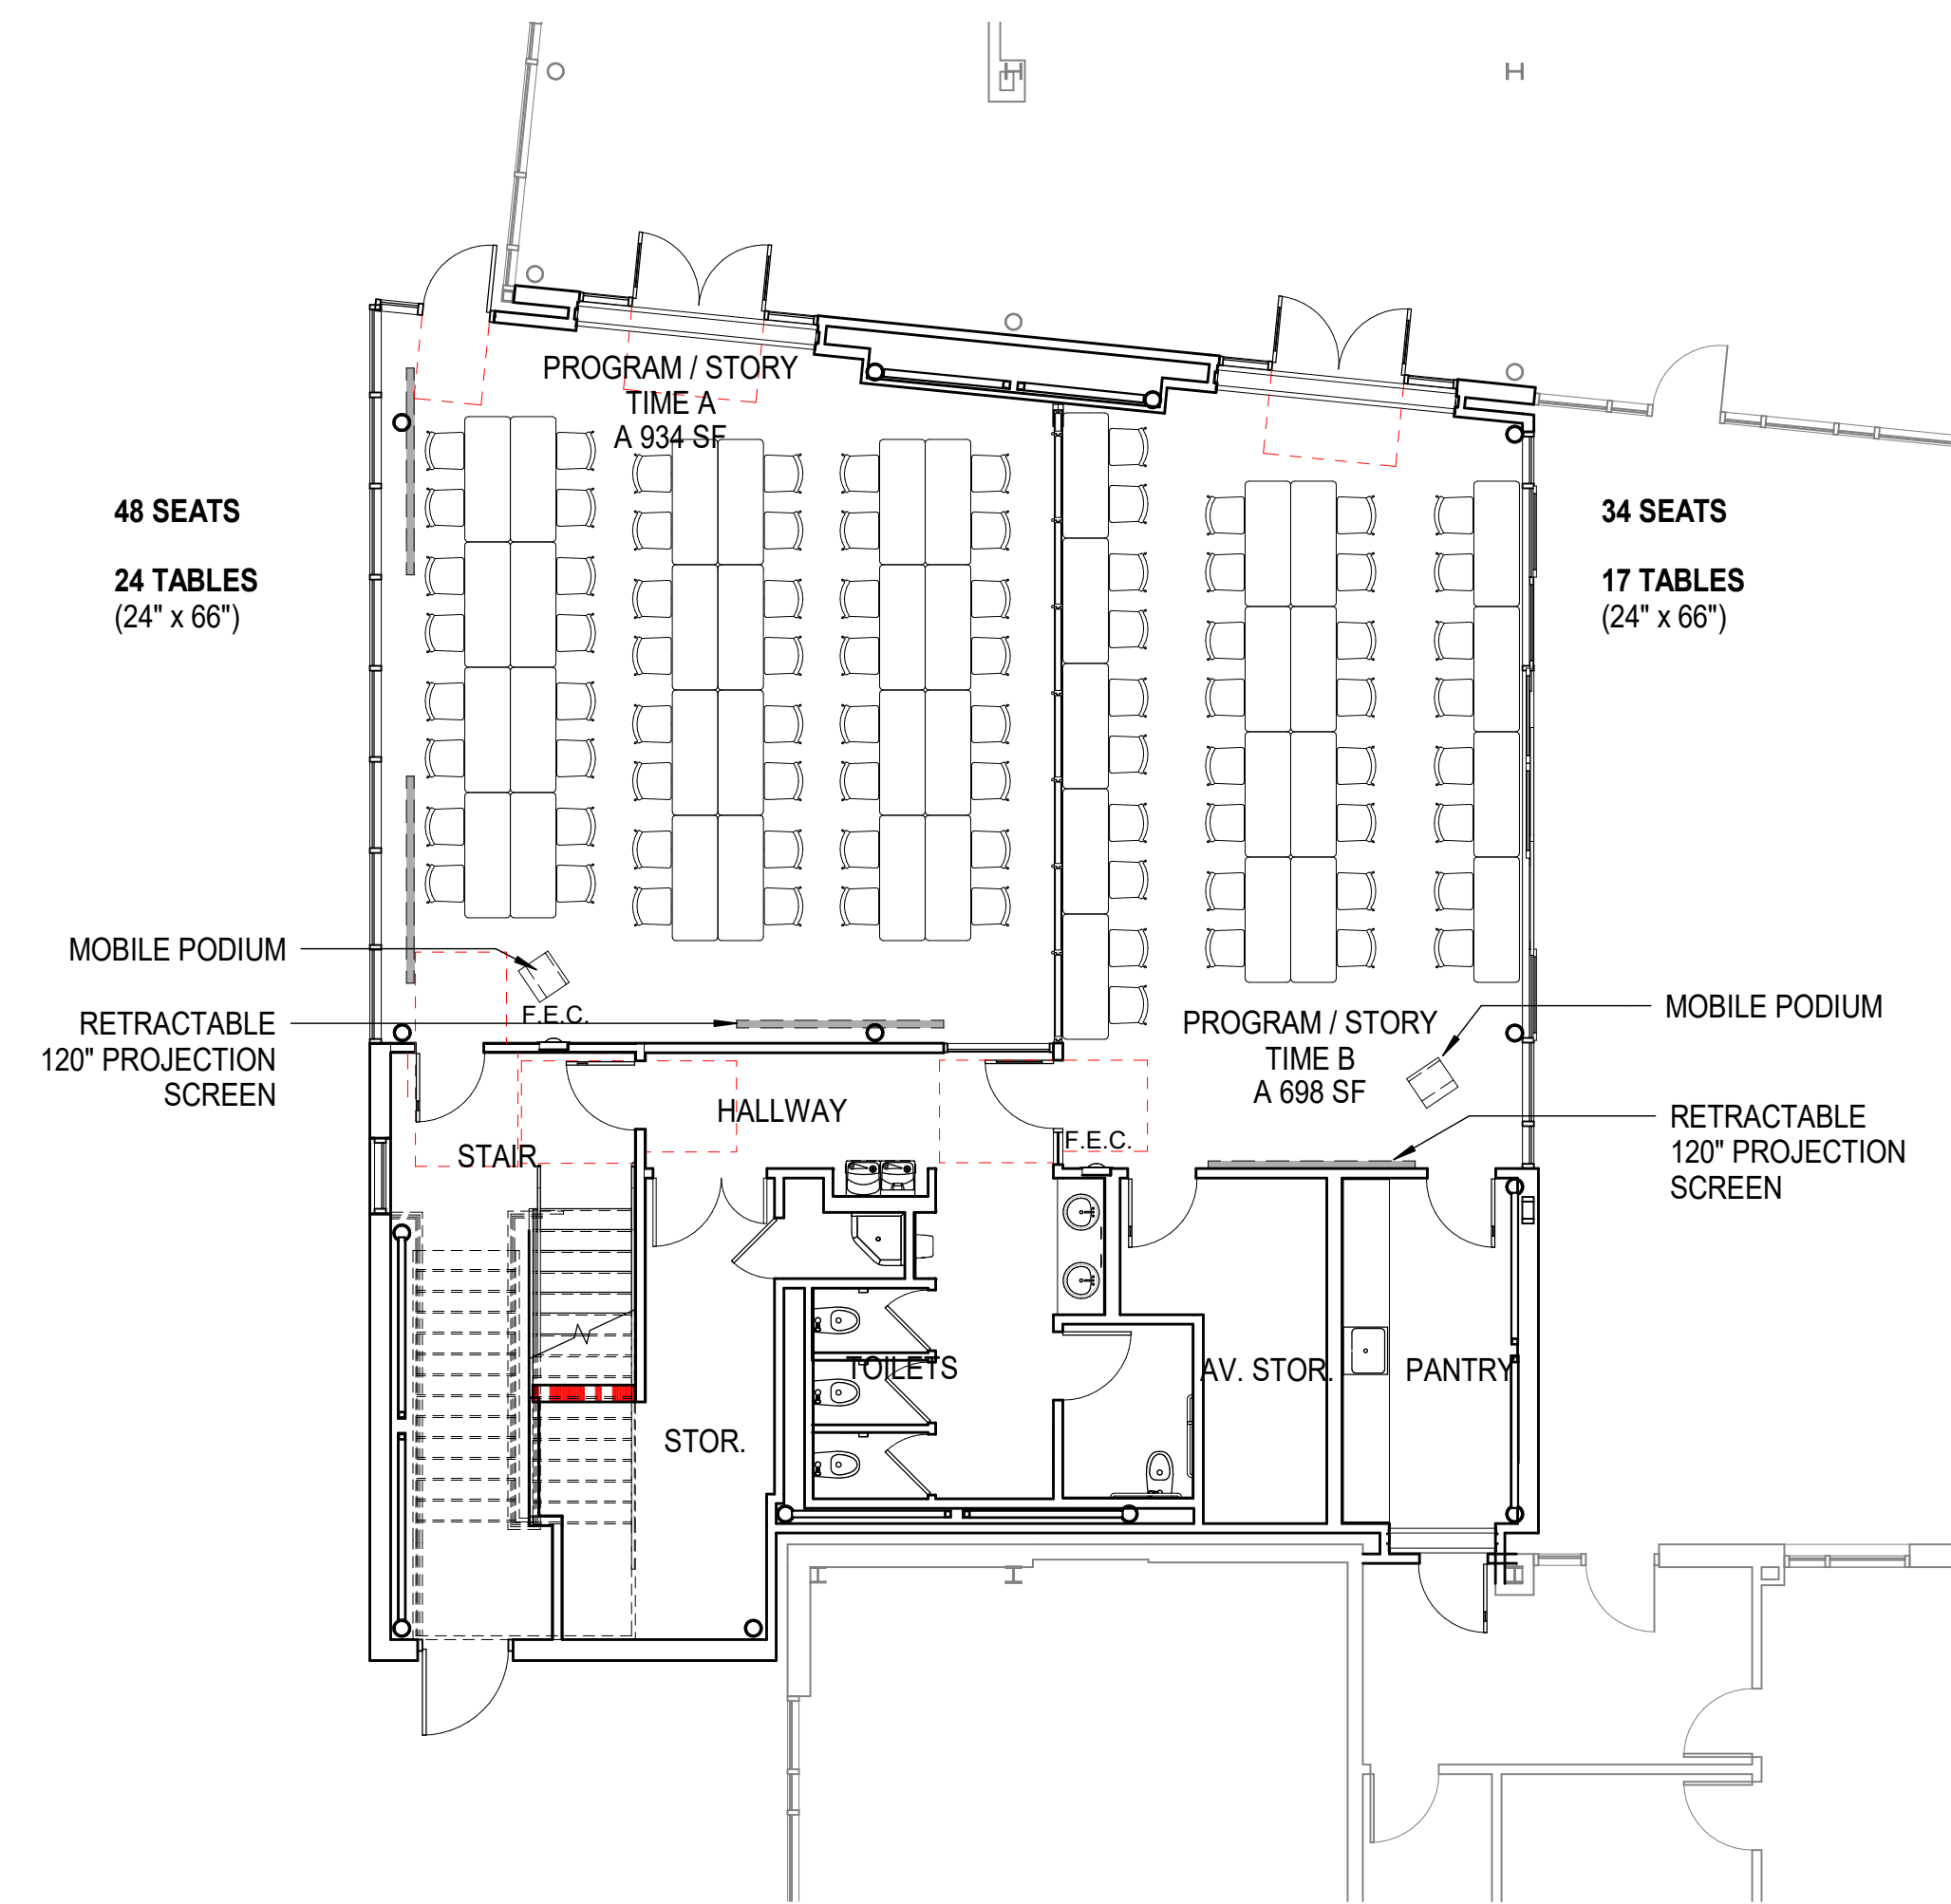 PROGRAM / STORY
TIME A
A 934 SF
48 SEATS
24 TABLES
(24" x 66")
34 SEATS
17 TABLES
(24" x 66")
MOBILE PODIUM
F.E.C.
RETRACTABLE
120" PROJECTION
SCREEN
PROGRAM / STORY
TIME B
A 698 SF
MOBILE PODIUM
HALLWAY
F.E.C.
RETRACTABLE
120" PROJECTION
SCREEN
STAIR
TOILETS
AV. STOR.
PANTRY
STOR.